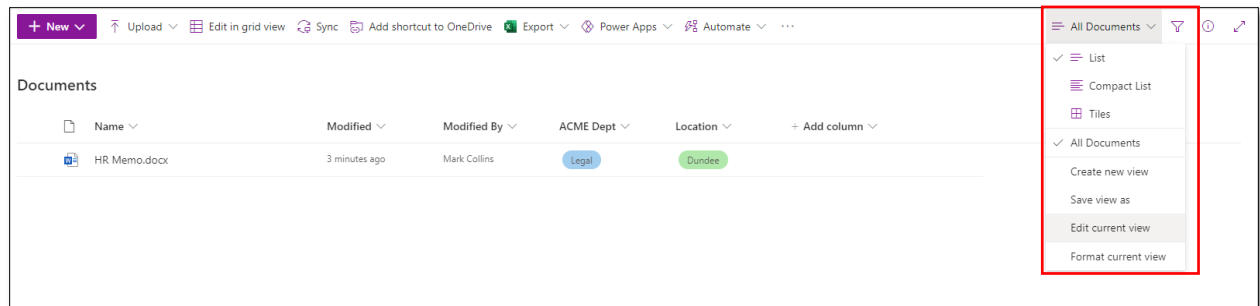 New Upload Edit in grid view Sync Add shortcut to OneDrive Export Power Apps Automate ··· All Documents
List
Compact List
Documents
Tiles
Name Modified Modified By ACME Dept Location + Add column
All Documents
HR Memo.docx 3 minutes ago Mark Collins Legal Dundee
Create new view
Save view as
Edit current view
Format current view